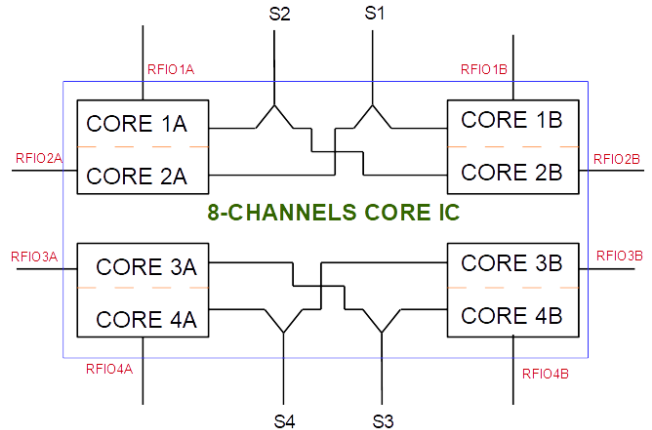 S2 S1
RFIO1A RFIO1B
CORE 1A CORE 1B
RFIO2A RFIO2B
CORE 2A CORE 2B
8-CHANNELS CORE IC
RFIO3A CORE 3A CORE 3B RFIO3B
CORE 4A CORE 4B
RFIO4A RFIO4B
S4 S3